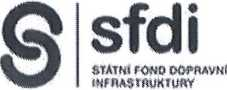 sfdi
STÁTNÍ FOND DOPRAVNÍ
INFRASTRUKTURY